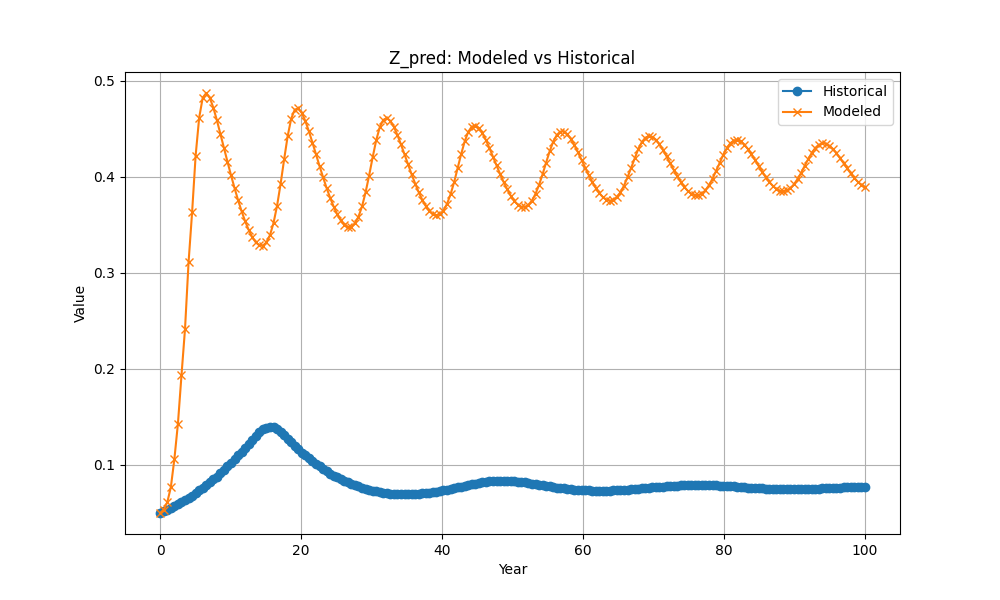 Z_pred: Modeled vs Historical
Historical
Modeled
0.5
0.4
0.3
0.2
0.1
Value
0 20 40 60 80 100
Year